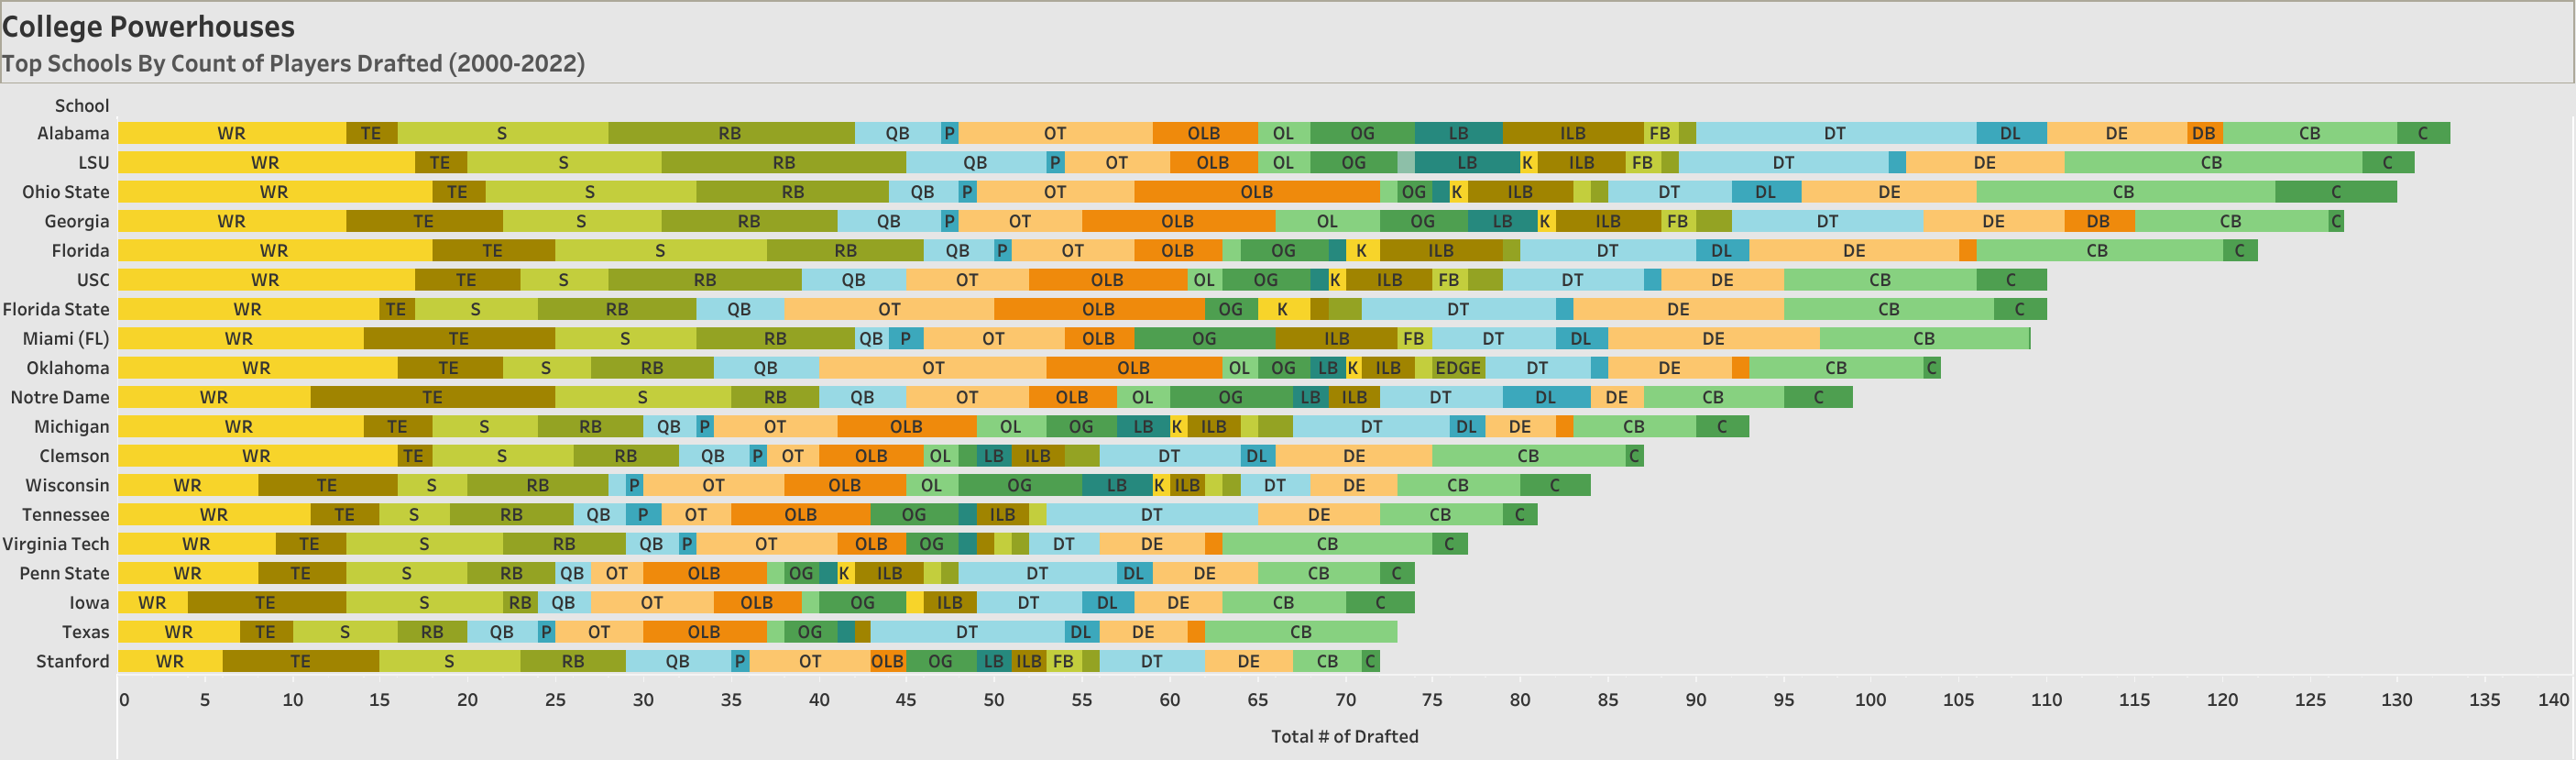 College Powerhouses
Top Schools By Count of Players Drafted (2000-2022)
School
Alabama WR TE S RB QB P OT OLB OL OG LB ILB FB DT DL DE DB CB C
LSU WR TE S RB QB P OT OLB OL OG LB K ILB FB DT DE CB C
Ohio State WR TE S RB QB P OT OLB OG K ILB DT DL DE CB C
Georgia WR TE S RB QB P OT OLB OL OG LB K ILB FB DT DE DB CB C
Florida WR TE S RB QB P OT OLB OG K ILB DT DL DE CB C
USC WR TE S RB QB OT OLB OL OG K ILB FB DT DE CB C
Florida State WR TE S RB QB OT OLB OG K DT DE CB C
Miami (FL) WR TE S RB QB P OT OLB OG ILB FB DT DL DE CB
Oklahoma WR TE S RB QB OT OLB OL OG LB K ILB EDGE DT DE CB C
Notre Dame WR TE S RB QB OT OLB OL OG LB ILB DT DL DE CB C
Michigan WR TE S RB QB P OT OLB OL OG LB K ILB DT DL DE CB C
Clemson WR TE S RB QB P OT OLB OL LB ILB DT DL DE CB C
Wisconsin WR TE S RB P OT OLB OL OG LB K ILB DT DE CB C
Tennessee WR TE S RB QB P OT OLB OG ILB DT DE CB C
Virginia Tech WR TE S RB QB P OT OLB OG DT DE CB C
Penn State WR TE S RB QB OT OLB OG K ILB DT DL DE CB C
Iowa WR TE S RB QB OT OLB OG ILB DT DL DE CB C
Texas WR TE S RB QB P OT OLB OG DT DL DE CB
Stanford WR TE S RB QB P OT OLB OG LB ILB FB DT DE CB C
0 5 10 15 20 25 30 35 40 45 50 55 60 65 70 75 80 85 90 95 100 105 110 115 120 125 130 135 140
Total # of Drafted